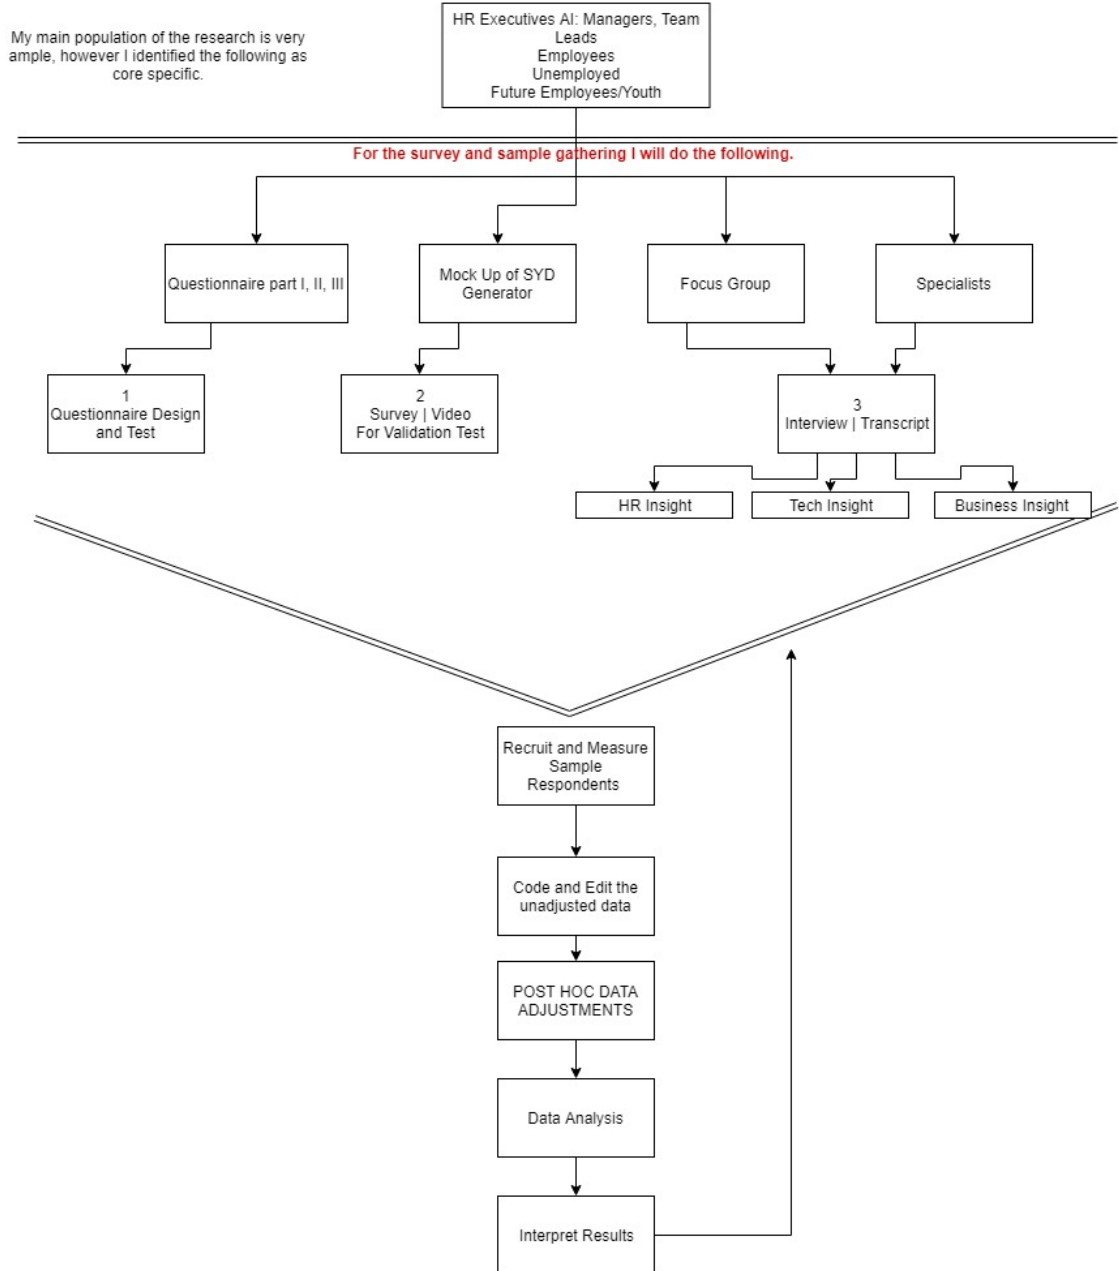 My main population of the research is very
ample, however I identified the following as
core specific.
HR Executives AI: Managers, Team
Leads
Employees
Unemployed
Future Employees/Youth
For the survey and sample gathering I will do the following.
Questionnaire part I, II, III
Mock Up of SYD
Generator
Focus Group
Specialists
1
Questionnaire Design
and Test
2
Survey | Video
For Validation Test
3
Interview | Transcript
HR Insight
Tech Insight
Business Insight
Recruit and Measure
Sample
Respondents
Code and Edit the
unadjusted data
POST HOC DATA
ADJUSTMENTS
Data Analysis
Interpret Results